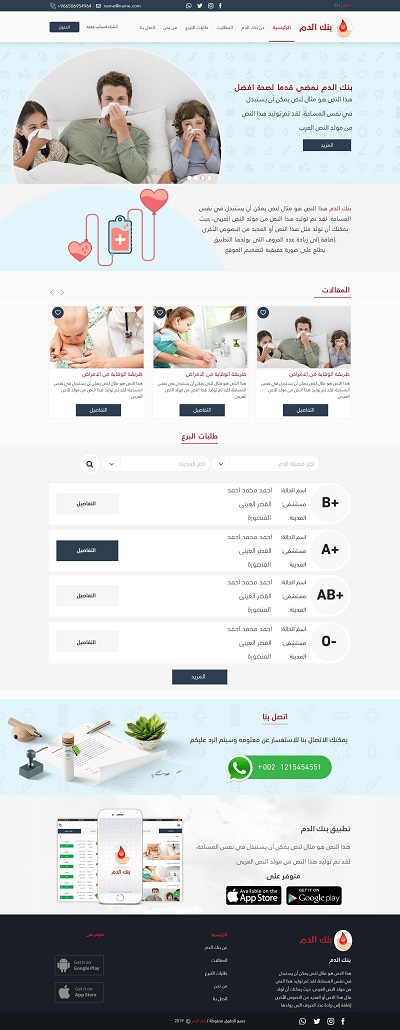 عربي EN
+966506954964 name@name.com
بنك الدم
الرئيسية
عن بنك الدم
المقالات
طلبات التبرع
من نحن
اتصل بنا
انشاء حساب جديد
الدخول
بنك الدم نمضى قدما لصحة افضل
هذا النص هو مثال لنص يمكن أن يستبدل
في نفس المساحة، لقد تم توليد هذا النص
من مولد النص العرب
المزيد
بنك الدم هذا النص هو مثال لنص يمكن أن يستبدل في نفس
المساحة، لقد تم توليد هذا النص من مولد النص العربى، حيث
يمكنك أن تولد مثل هذا النص أو العديد من النصوص الأخرى
إضافة إلى زيادة عدد الحروف التى يولدها التطبيق.
يطلع على صورة حقيقية لتصميم الموقع
المقالات
طريقة الوقاية من الامراض
هذا النص هو مثال لنص يمكن أن يستبدل في نفس
المساحة، لقد تم توليد هذا النص من مولد النص
العربى
التفاصيل
طريقة الوقاية من الامراض
هذا النص هو مثال لنص يمكن أن يستبدل في نفس
المساحة، لقد تم توليد هذا النص من مولد النص
العربى
التفاصيل
طريقة الوقاية من الامراض
هذا النص هو مثال لنص يمكن أن يستبدل في نفس
المساحة، لقد تم توليد هذا النص من مولد النص
العربى
التفاصيل
طلبات البرع
اختر فصيلة الدم
اختر المدينة
B+
اسم الحالة: احمد محمد احمد
مستشفى: القصر العينى
المدينة: المنصورة
التفاصيل
A+
اسم الحالة: احمد محمد احمد
مستشفى: القصر العينى
المدينة: المنصورة
التفاصيل
AB+
اسم الحالة: احمد محمد احمد
مستشفى: القصر العينى
المدينة: المنصورة
التفاصيل
O-
اسم الحالة: احمد محمد احمد
مستشفى: القصر العينى
المدينة: المنصورة
التفاصيل
المزيد
اتصل بنا
يمكنك الاتصال بنا للاستفسار عن معلومه وسيتم الرد عليكم
+002 1215454551
تطبيق بنك الدم
هذا النص هو مثال لنص يمكن أن يستبدل في نفس المساحة،
لقد تم توليد هذا النص من مولد النص العربى
متوفر على
Available on the
App Store
GET IT ON
Google play
بنك الدم
بنك الدم
بنك الدم
هذا النص هو مثال لنص يمكن أن يستبدل
في نفس المساحة، لقد تم توليد هذا النص
من مولد النص العربى، حيث يمكنك أن تولد
مثل هذا النص أو العديد من النصوص الأخرى
إضافة إلى زيادة عدد الحروف التى يولدها
الرئيسية
عن بنك الدم
المقالات
طلبات التبرع
من نحن
اتصل بنا
متوفر على
Get it on
Google Play
Get it on
App Store
جميع الحقوق محفوظة لـ بنك الدم © 2019